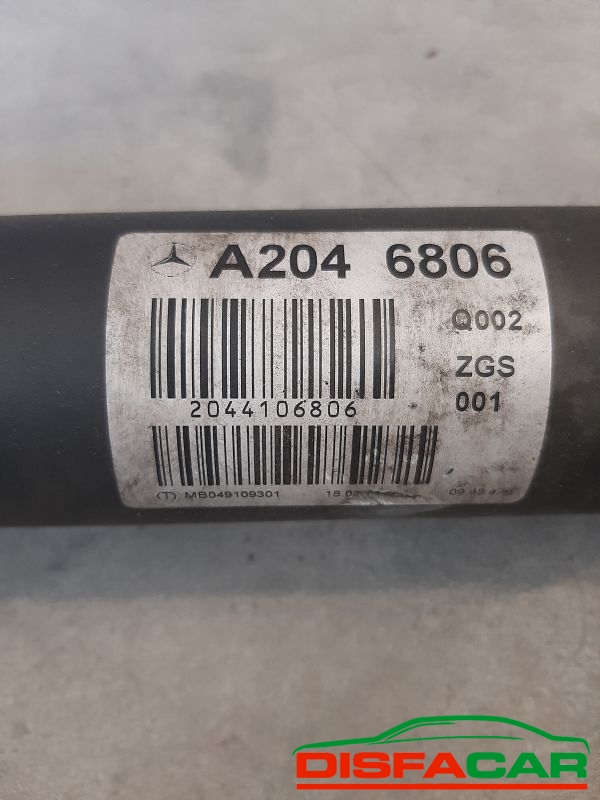 A204 6806
Q002
ZGS
001
2044106806
(T) MB049109301
DISFACAR